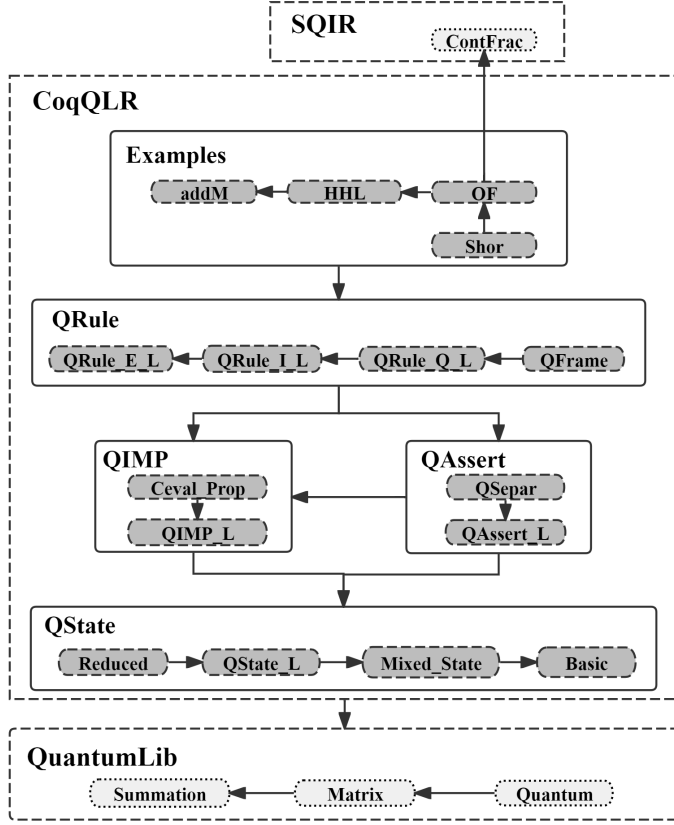 SQIR
ContFrac
CoqQLR
Examples
addM HHL OF
Shor
QRule
QRule_E_L QRule_I_L QRule_Q_L QFrame
QIMP QAssert
Ceval_Prop QSepar
QIMP_L QAssert_L
QState
Reduced QState_L Mixed_State Basic
QuantumLib
Summation Matrix Quantum